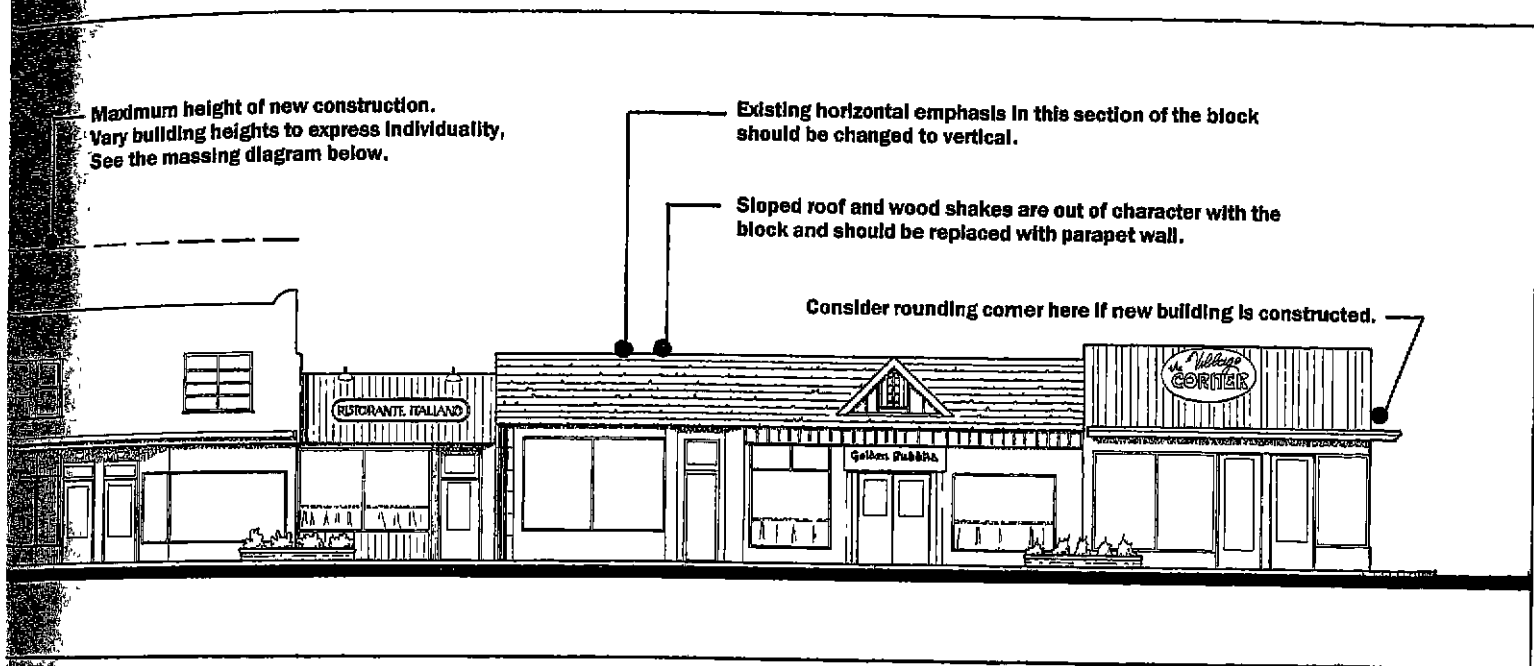 Maximum height of new construction.
Vary building heights to express individuality,
See the massing diagram below.
Existing horizontal emphasis in this section of the block
should be changed to vertical.
Sloped roof and wood shakes are out of character with the
block and should be replaced with parapet wall.
Consider rounding corner here if new building is constructed.
RISTORANTE ITALIANO
the Village
CORNER
Golden